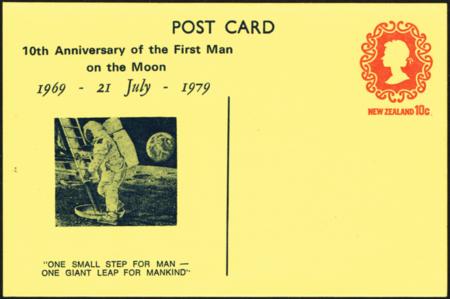 POST CARD
10th Anniversary of the First Man
on the Moon
1969 - 21 July - 1979
NEW ZEALAND 10c
"ONE SMALL STEP FOR MAN —
ONE GIANT LEAP FOR MANKIND"